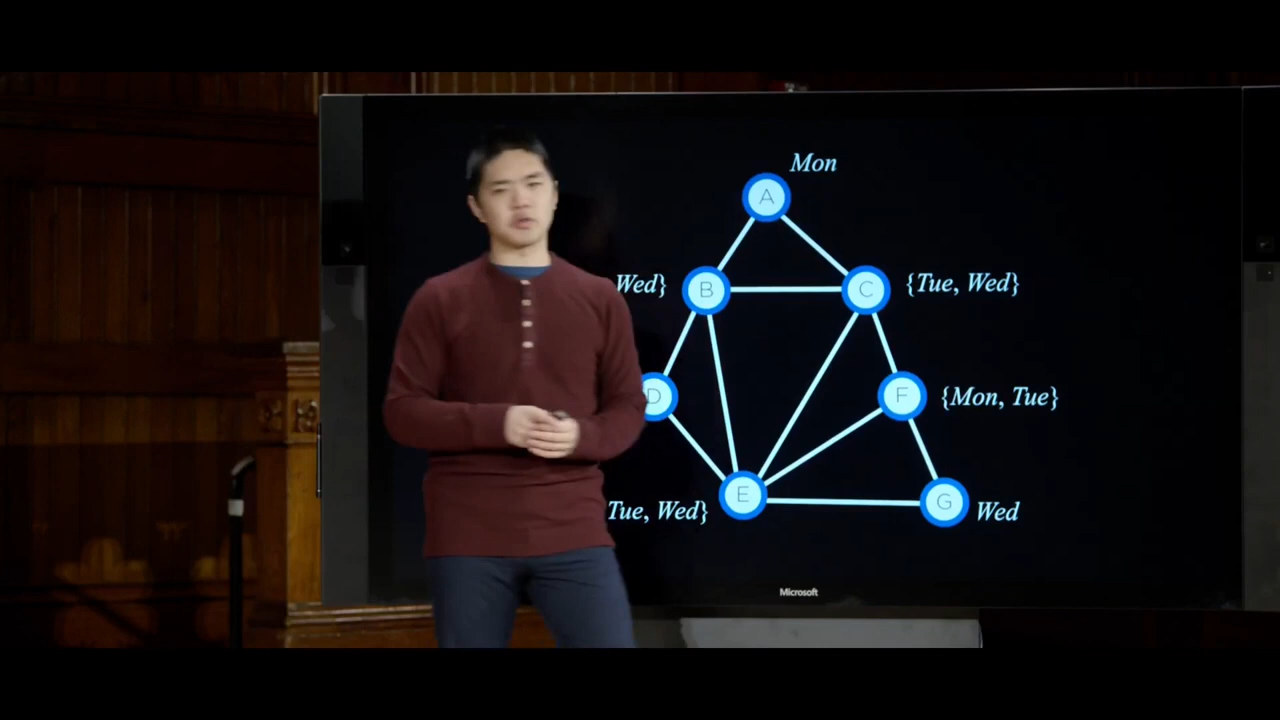 Mon
A
Wed}
B
C
{Tue, Wed}
D
F
{Mon, Tue}
Tue, Wed}
E
G
Wed
Microsoft